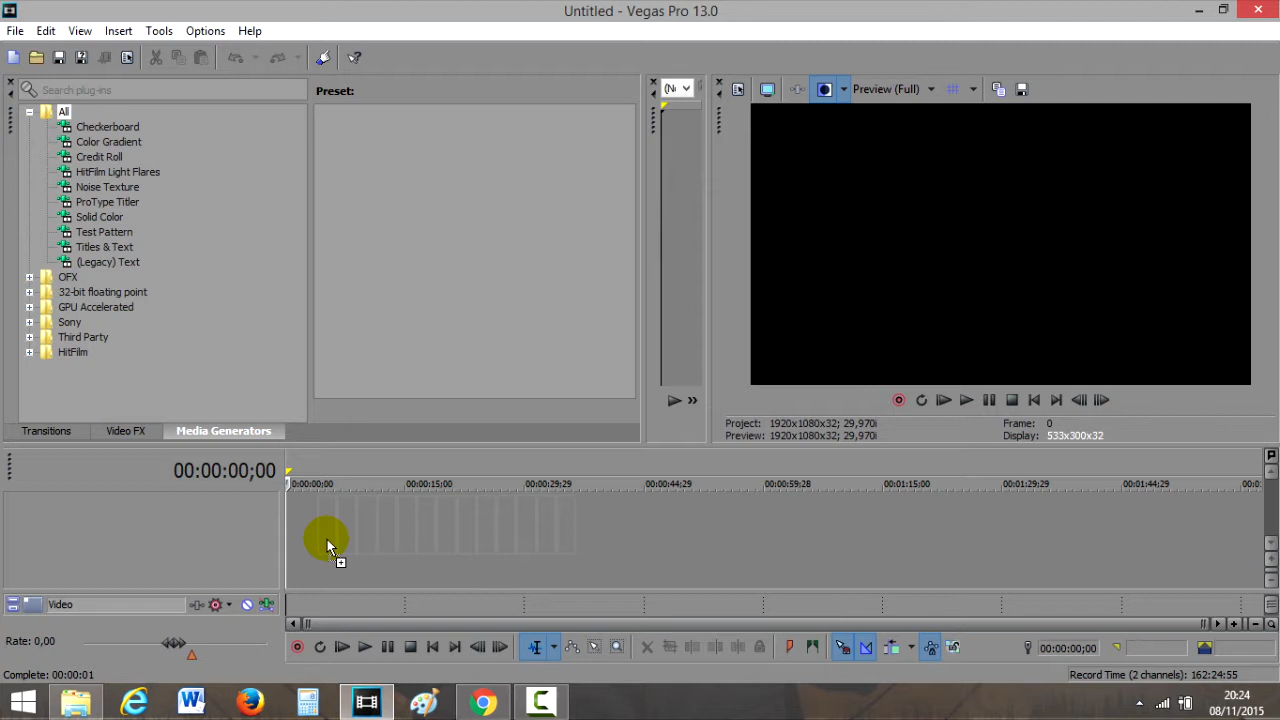 Untitled - Vegas Pro 13.0
File Edit View Insert Tools Options Help
Search plug-ins
Preset:
Preview (Full)
All
Checkerboard
Color Gradient
Credit Roll
HitFilm Light Flares
Noise Texture
ProType Titler
Solid Color
Test Pattern
Titles & Text
(Legacy) Text
OFX
32-bit floating point
GPU Accelerated
Sony
Third Party
HitFilm
Transitions Video FX Media Generators
Project: 1920x1080x32; 29,970i Frame: 0
Preview: 1920x1080x32; 29,970i Display: 533x300x32
00:00:00;00
0:00:00;00 00:00:15;00 00:00:29;29 00:00:44;29 00:00:59;28 00:01:15;00 00:01:29;29 00:01:44;29
Video
Rate: 0,00
00:00:00;00
Complete: 00:00:01
Record Time (2 channels): 162:24:55
20:24
08/11/2015